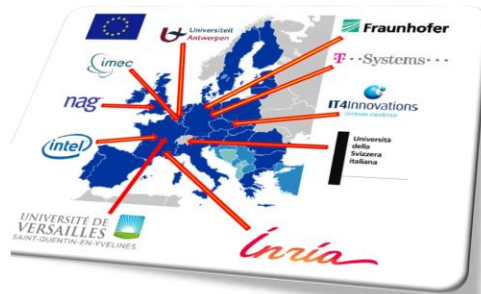 Universiteit
Antwerpen
Fraunhofer
imec
T··Systems···
nag
IT4Innovations
intel
Università
della
Svizzera
italiana
UNIVERSITÉ DE
VERSAILLES
SAINT-QUENTIN-EN-YVELINES
Inria